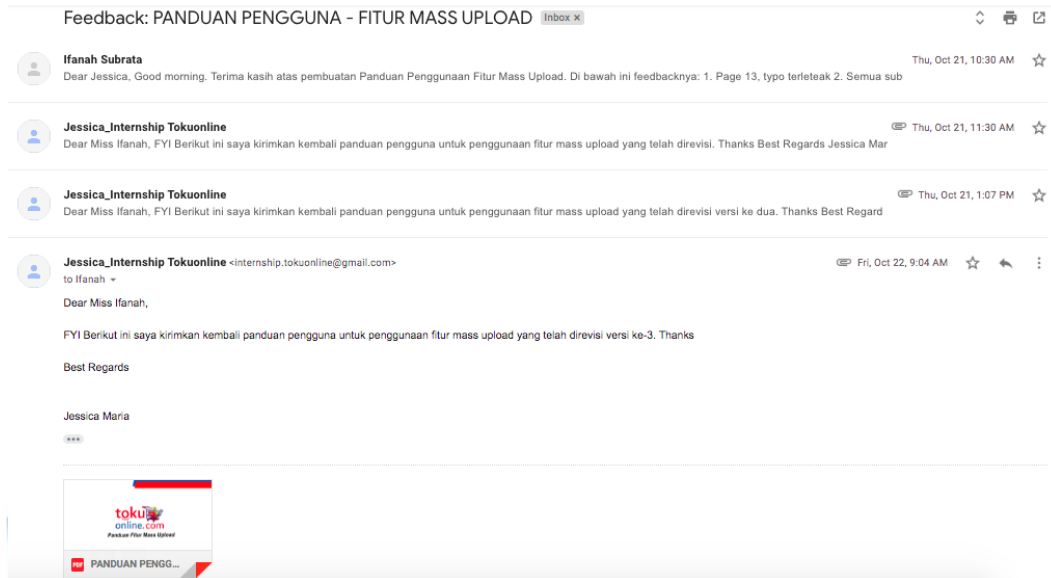 Feedback: PANDUAN PENGGUNA - FITUR MASS UPLOAD Inbox x
Ifanah Subrata Thu, Oct 21, 10:30 AM
Dear Jessica, Good morning. Terima kasih atas pembuatan Panduan Penggunaan Fitur Mass Upload. Di bawah ini feedbacknya: 1. Page 13, typo terleteak 2. Semua sub
Jessica_Internship Tokuonline Thu, Oct 21, 11:30 AM
Dear Miss Ifanah, FYI Berikut ini saya kirimkan kembali panduan pengguna untuk penggunaan fitur mass upload yang telah direvisi. Thanks Best Regards Jessica Mar
Jessica_Internship Tokuonline Thu, Oct 21, 1:07 PM
Dear Miss Ifanah, FYI Berikut ini saya kirimkan kembali panduan pengguna untuk penggunaan fitur mass upload yang telah direvisi versi ke dua. Thanks Best Regard
Jessica_Internship Tokuonline <internship.tokuonline@gmail.com> Fri, Oct 22, 9:04 AM
to Ifanah
Dear Miss Ifanah,
FYI Berikut ini saya kirimkan kembali panduan pengguna untuk penggunaan fitur mass upload yang telah direvisi versi ke-3. Thanks
Best Regards
Jessica Maria
toku
online.com
Panduan Fitur Mass Upload
PDF PANDUAN PENGG...